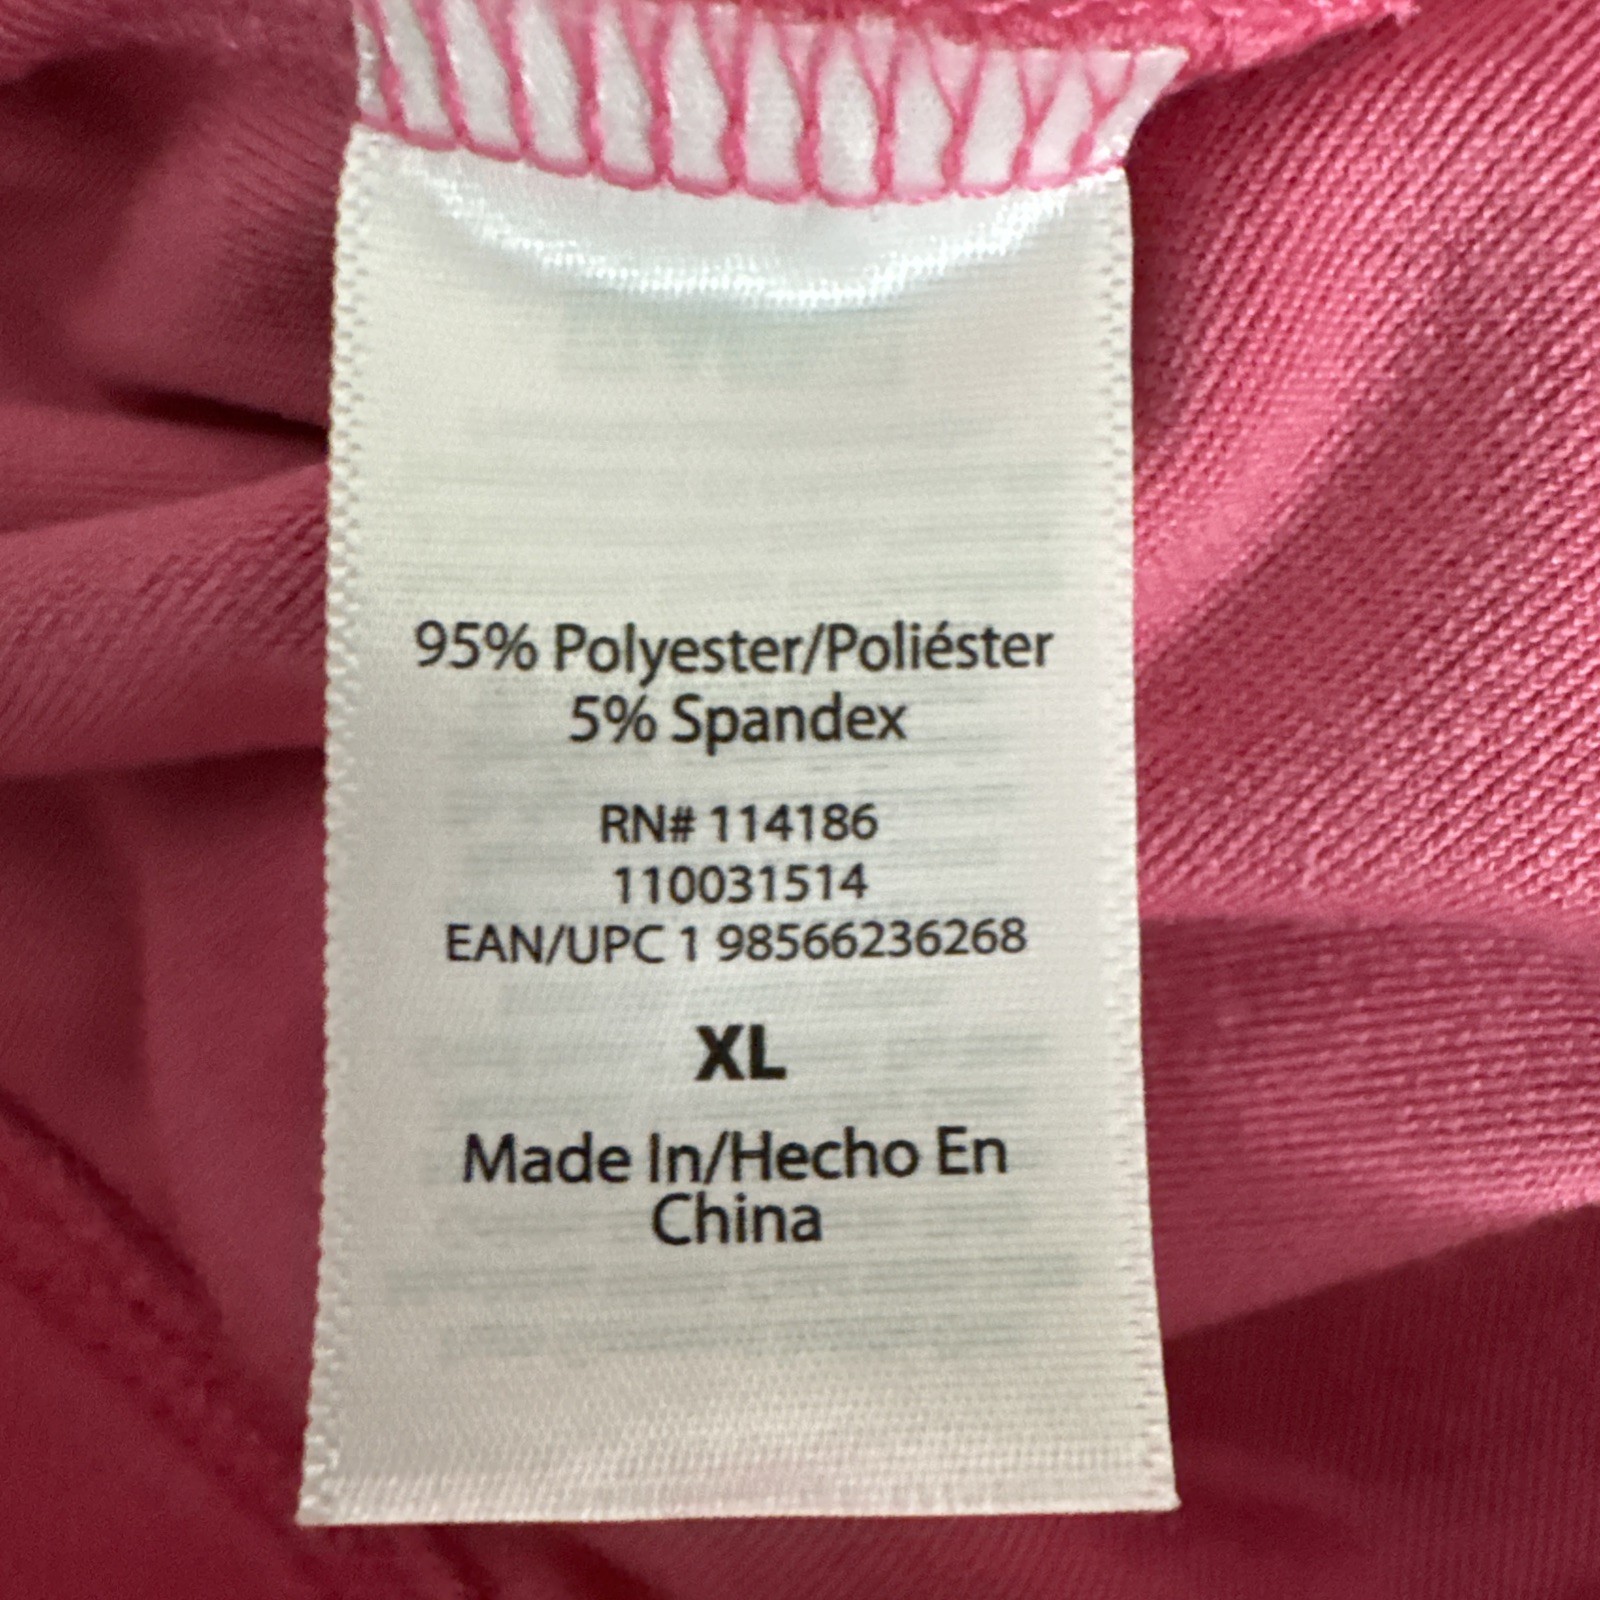 95% Polyester/Poliéster
5% Spandex
RN# 114186
110031514
EAN/UPC 1 98566236268
XL
Made In/Hecho En
China